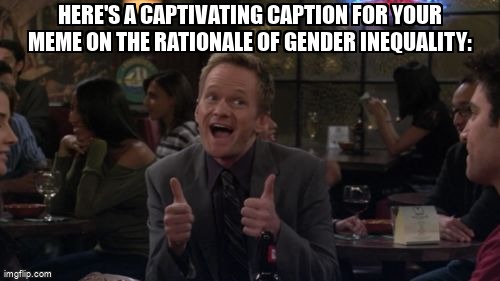 HERE'S A CAPTIVATING CAPTION FOR YOUR
MEME ON THE RATIONALE OF GENDER INEQUALITY:
imgflip.com